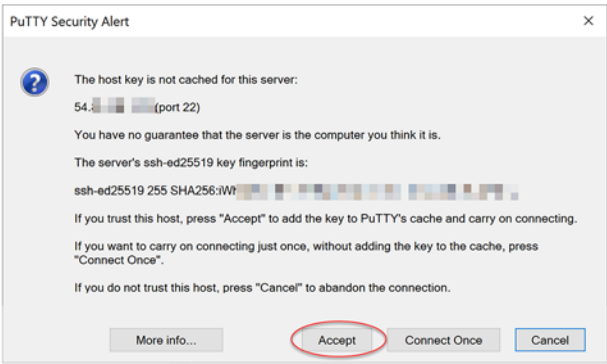 PuTTY Security Alert
The host key is not cached for this server:
(port 22)
You have no guarantee that the server is the computer you think it is.
The server's ssh-ed25519 key fingerprint is:
ssh-ed25519 255 SHA256:
If you trust this host, press "Accept" to add the key to PuTTY's cache and carry on connecting.
If you want to carry on connecting just once, without adding the key to the cache, press
"Connect Once".
If you do not trust this host, press "Cancel" to abandon the connection.
More info...
Accept
Connect Once
Cancel